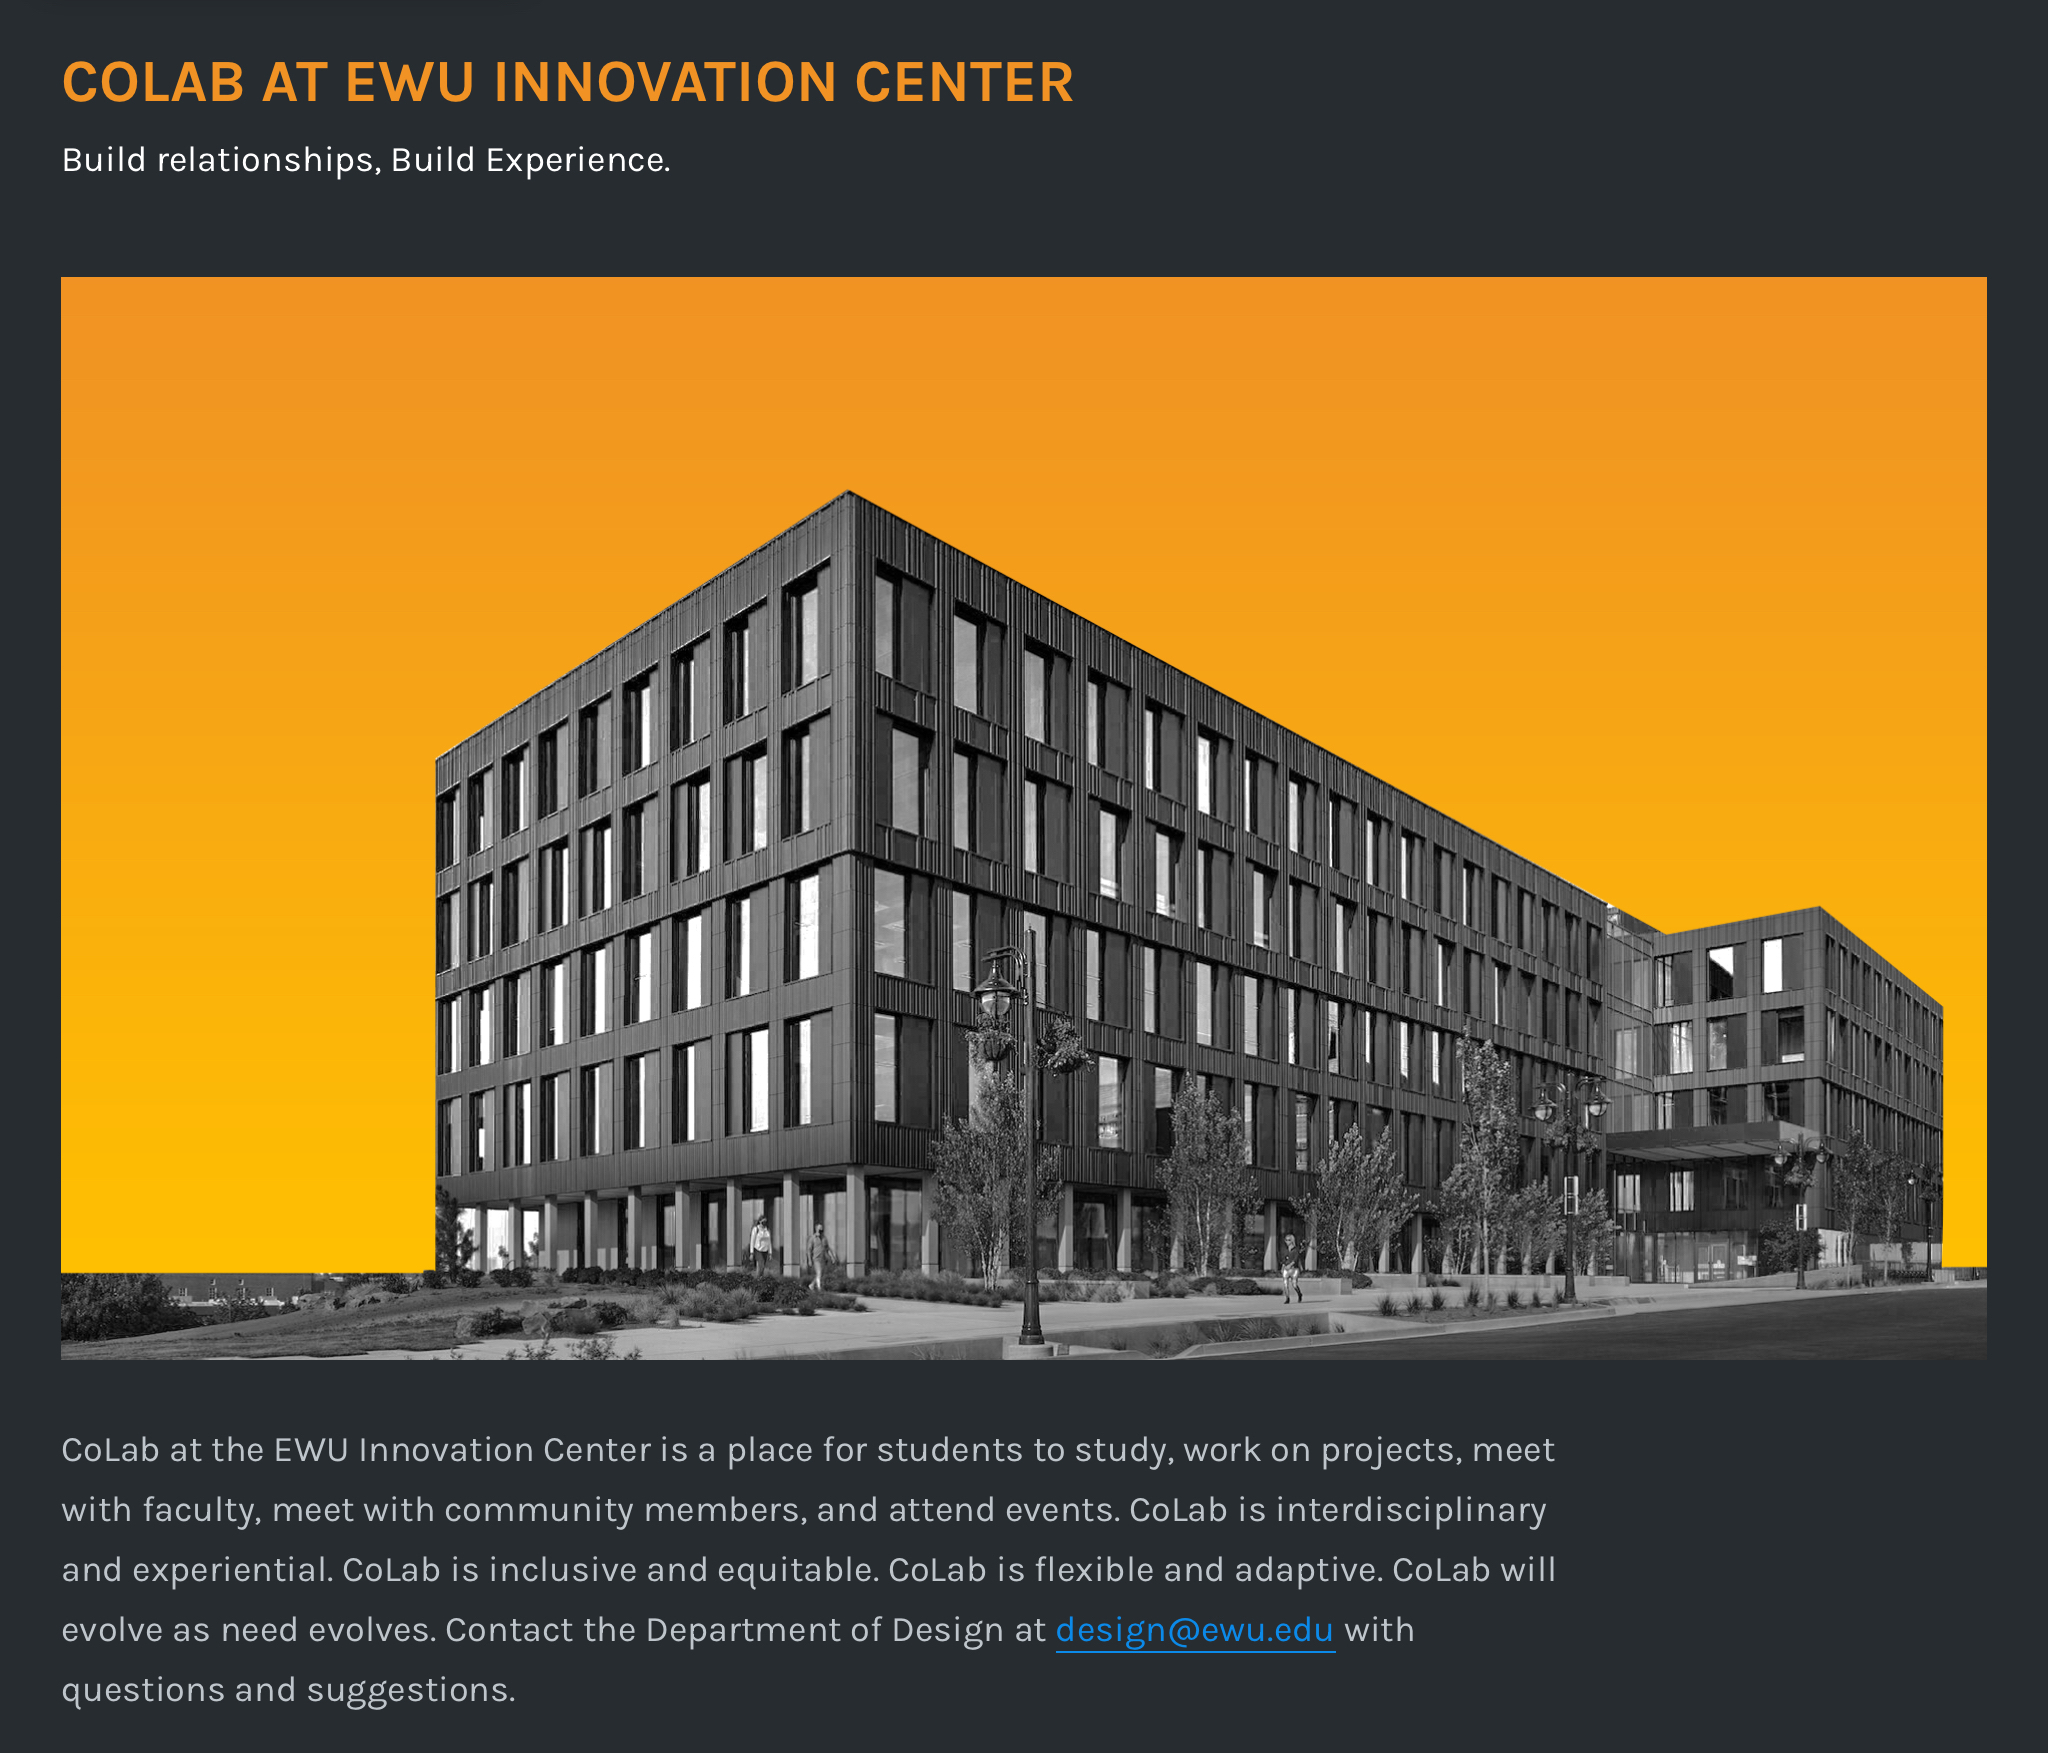 COLAB AT EWU INNOVATION CENTER
Build relationships, Build Experience.
CoLab at the EWU Innovation Center is a place for students to study, work on projects, meet
with faculty, meet with community members, and attend events. CoLab is interdisciplinary
and experiential. CoLab is inclusive and equitable. CoLab is flexible and adaptive. CoLab will
evolve as need evolves. Contact the Department of Design at design@ewu.edu with
questions and suggestions.